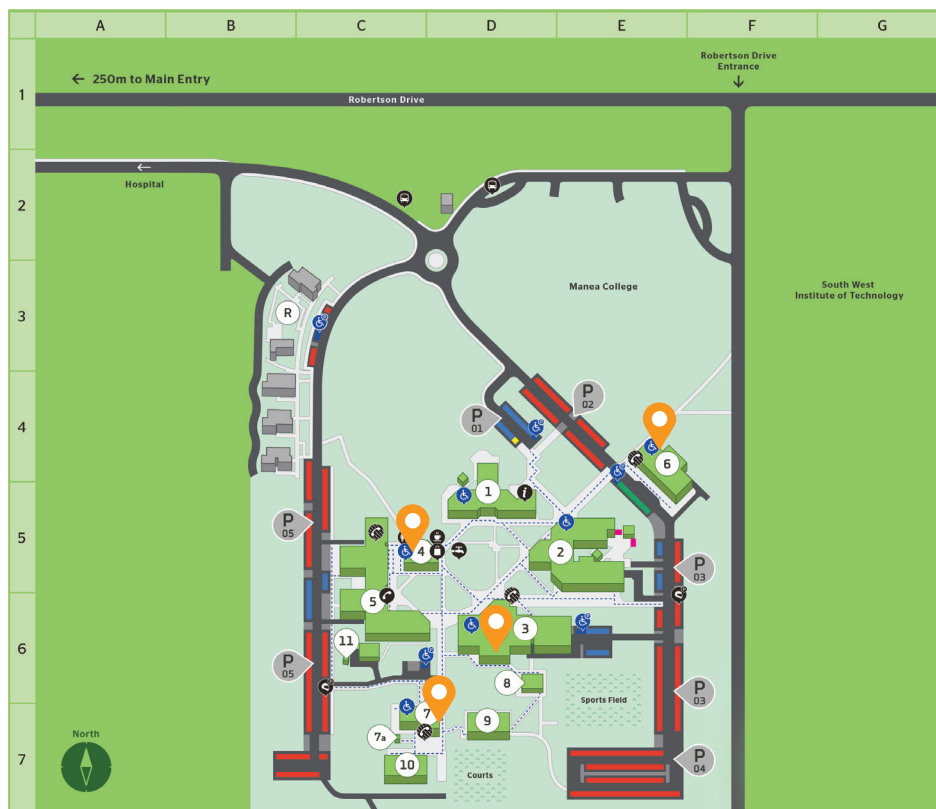 A B C D E F G
Robertson Drive
Entrance
← 250m to Main Entry
1
Robertson Drive
←
Hospital
2
Manea College
South West
Institute of Technology
3
R
P
02
P
01
4
6
1
i
P
05
5
4
2
P
03
5
3
6
11
P
05
8
P
03
Sports Field
7
9
7a
North
P
04
7
10
Courts